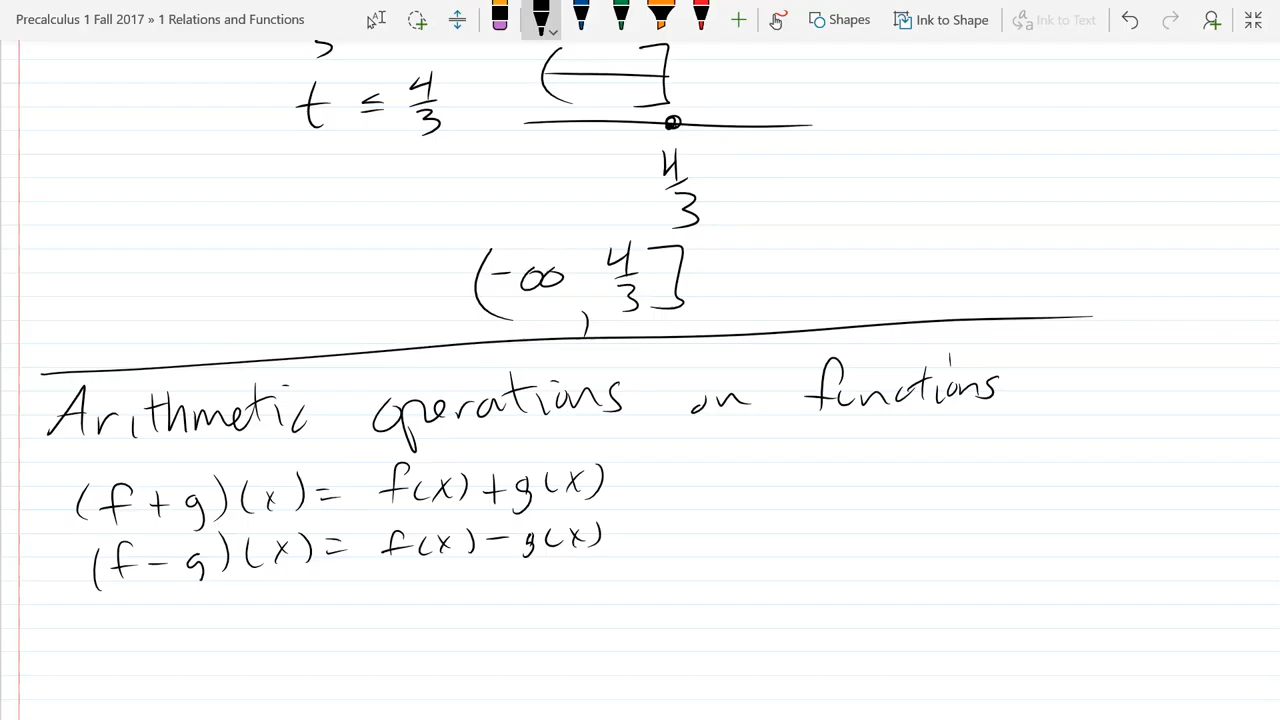 Precalculus 1 Fall 2017 » 1 Relations and Functions
Shapes
Ink to Shape
Ink to Text
t ≤ 4/3
( ]
4/3
(-∞, 4/3]
Arithmetic operations on functions
(f + g)(x) = f(x) + g(x)
(f - g)(x) = f(x) - g(x)